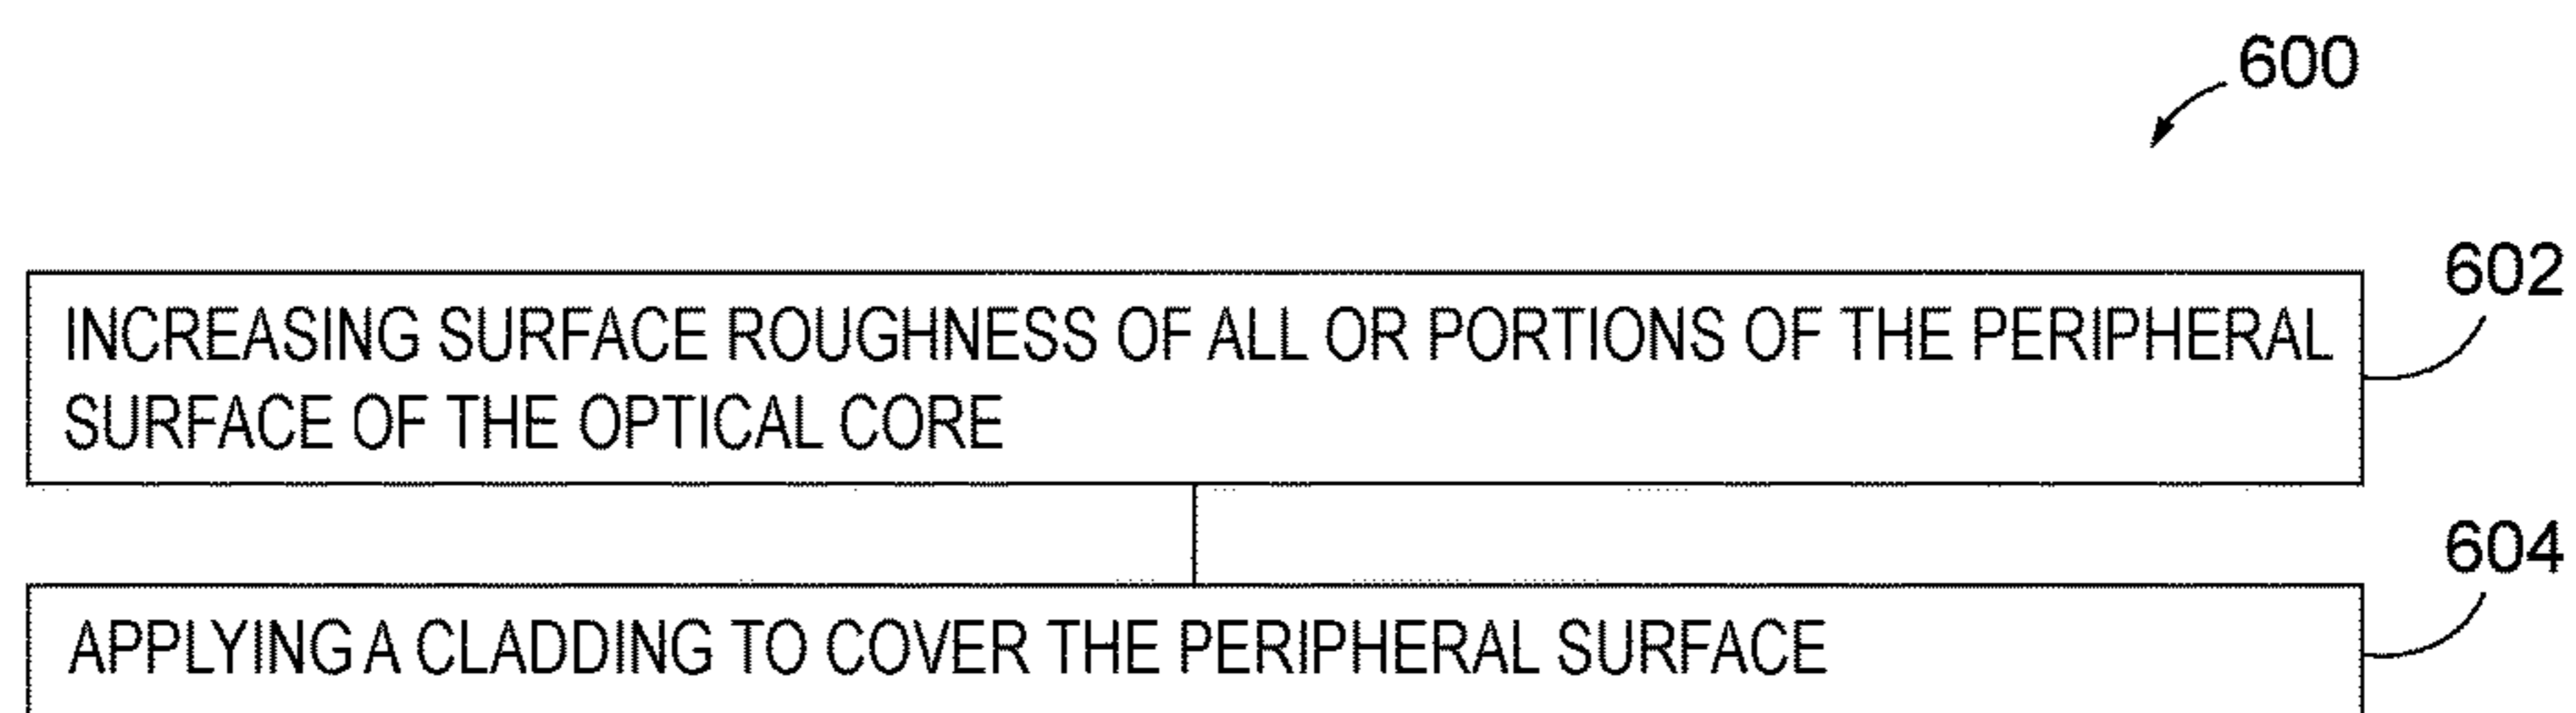 600
602
INCREASING SURFACE ROUGHNESS OF ALL OR PORTIONS OF THE PERIPHERAL
SURFACE OF THE OPTICAL CORE
604
APPLYING A CLADDING TO COVER THE PERIPHERAL SURFACE